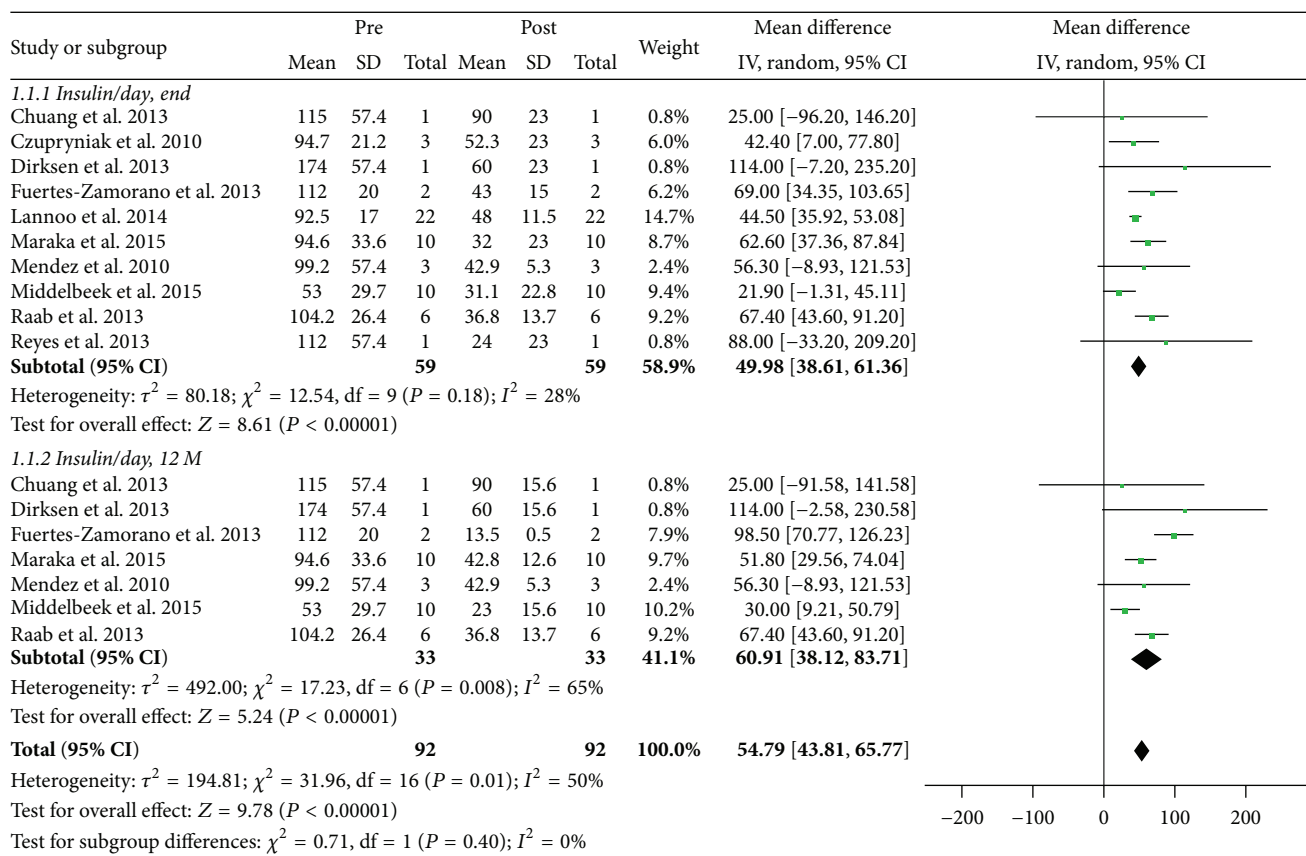 Study or subgroup Pre Post Weight Mean difference Mean difference
Mean SD Total Mean SD Total IV, random, 95% CI IV, random, 95% CI
1.1.1 Insulin/day, end
Chuang et al. 2013 115 57.4 1 90 23 1 0.8% 25.00 [−96.20, 146.20]
Czupryniak et al. 2010 94.7 21.2 3 52.3 23 3 6.0% 42.40 [7.00, 77.80]
Dirksen et al. 2013 174 57.4 1 60 23 1 0.8% 114.00 [−7.20, 235.20]
Fuertes-Zamorano et al. 2013 112 20 2 43 15 2 6.2% 69.00 [34.35, 103.65]
Lannoo et al. 2014 92.5 17 22 48 11.5 22 14.7% 44.50 [35.92, 53.08]
Maraka et al. 2015 94.6 33.6 10 32 23 10 8.7% 62.60 [37.36, 87.84]
Mendez et al. 2010 99.2 57.4 3 42.9 5.3 3 2.4% 56.30 [−8.93, 121.53]
Middelbeek et al. 2015 53 29.7 10 31.1 22.8 10 9.4% 21.90 [−1.31, 45.11]
Raab et al. 2013 104.2 26.4 6 36.8 13.7 6 9.2% 67.40 [43.60, 91.20]
Reyes et al. 2013 112 57.4 1 24 23 1 0.8% 88.00 [−33.20, 209.20]
Subtotal (95% CI) 59 59 58.9% 49.98 [38.61, 61.36]
Heterogeneity: τ² = 80.18; χ² = 12.54, df = 9 (P = 0.18); I² = 28%
Test for overall effect: Z = 8.61 (P < 0.00001)
1.1.2 Insulin/day, 12 M
Chuang et al. 2013 115 57.4 1 90 15.6 1 0.8% 25.00 [−91.58, 141.58]
Dirksen et al. 2013 174 57.4 1 60 15.6 1 0.8% 114.00 [−2.58, 230.58]
Fuertes-Zamorano et al. 2013 112 20 2 13.5 0.5 2 7.9% 98.50 [70.77, 126.23]
Maraka et al. 2015 94.6 33.6 10 42.8 12.6 10 9.7% 51.80 [29.56, 74.04]
Mendez et al. 2010 99.2 57.4 3 42.9 5.3 3 2.4% 56.30 [−8.93, 121.53]
Middelbeek et al. 2015 53 29.7 10 23 15.6 10 10.2% 30.00 [9.21, 50.79]
Raab et al. 2013 104.2 26.4 6 36.8 13.7 6 9.2% 67.40 [43.60, 91.20]
Subtotal (95% CI) 33 33 41.1% 60.91 [38.12, 83.71]
Heterogeneity: τ² = 492.00; χ² = 17.23, df = 6 (P = 0.008); I² = 65%
Test for overall effect: Z = 5.24 (P < 0.00001)
Total (95% CI) 92 92 100.0% 54.79 [43.81, 65.77]
Heterogeneity: τ² = 194.81; χ² = 31.96, df = 16 (P = 0.01); I² = 50%
Test for overall effect: Z = 9.78 (P < 0.00001)
Test for subgroup differences: χ² = 0.71, df = 1 (P = 0.40); I² = 0%
−200 −100 0 100 200